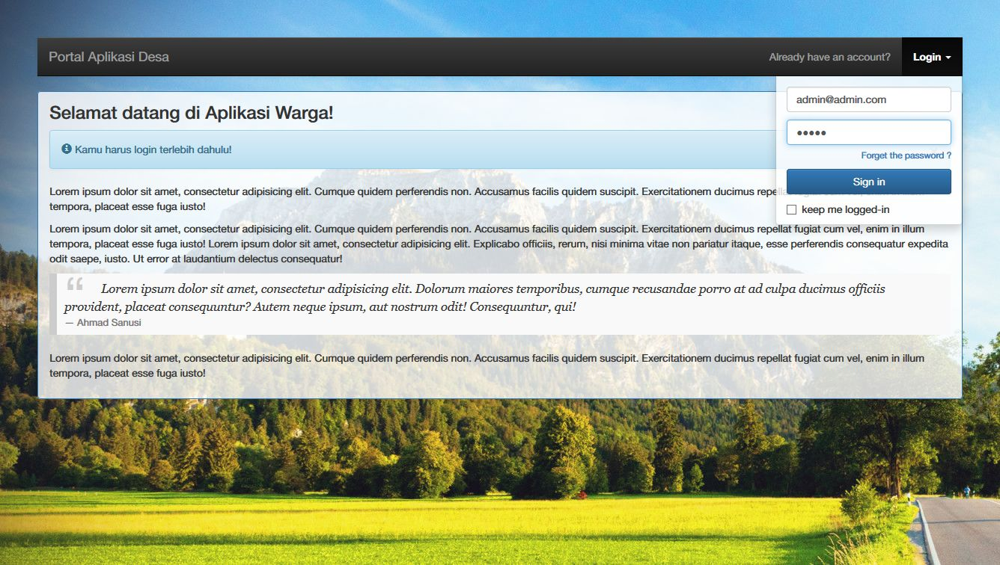 Portal Aplikasi Desa
Already have an account?
Login
admin@admin.com
•••••
Forget the password ?
Sign in
keep me logged-in
Selamat datang di Aplikasi Warga!
Kamu harus login terlebih dahulu!
Lorem ipsum dolor sit amet, consectetur adipisicing elit. Cumque quidem perferendis non. Accusamus facilis quidem suscipit. Exercitationem ducimus
tempora, placeat esse fuga iusto!
Lorem ipsum dolor sit amet, consectetur adipisicing elit. Cumque quidem perferendis non. Accusamus facilis quidem suscipit. Exercitationem ducimus repellat fugiat cum vel, enim in illum
tempora, placeat esse fuga iusto! Lorem ipsum dolor sit amet, consectetur adipisicing elit. Explicabo officiis, rerum, nisi minima vitae non pariatur itaque, esse perferendis consequatur expedita
odit saepe, iusto. Ut error at laudantium delectus consequatur!
“ Lorem ipsum dolor sit amet, consectetur adipisicing elit. Dolorum maiores temporibus, cumque recusandae porro at ad culpa ducimus officiis
provident, placeat consequuntur? Autem neque ipsum, aut nostrum odit! Consequuntur, qui!
— Ahmad Sanusi
Lorem ipsum dolor sit amet, consectetur adipisicing elit. Cumque quidem perferendis non. Accusamus facilis quidem suscipit. Exercitationem ducimus repellat fugiat cum vel, enim in illum
tempora, placeat esse fuga iusto!